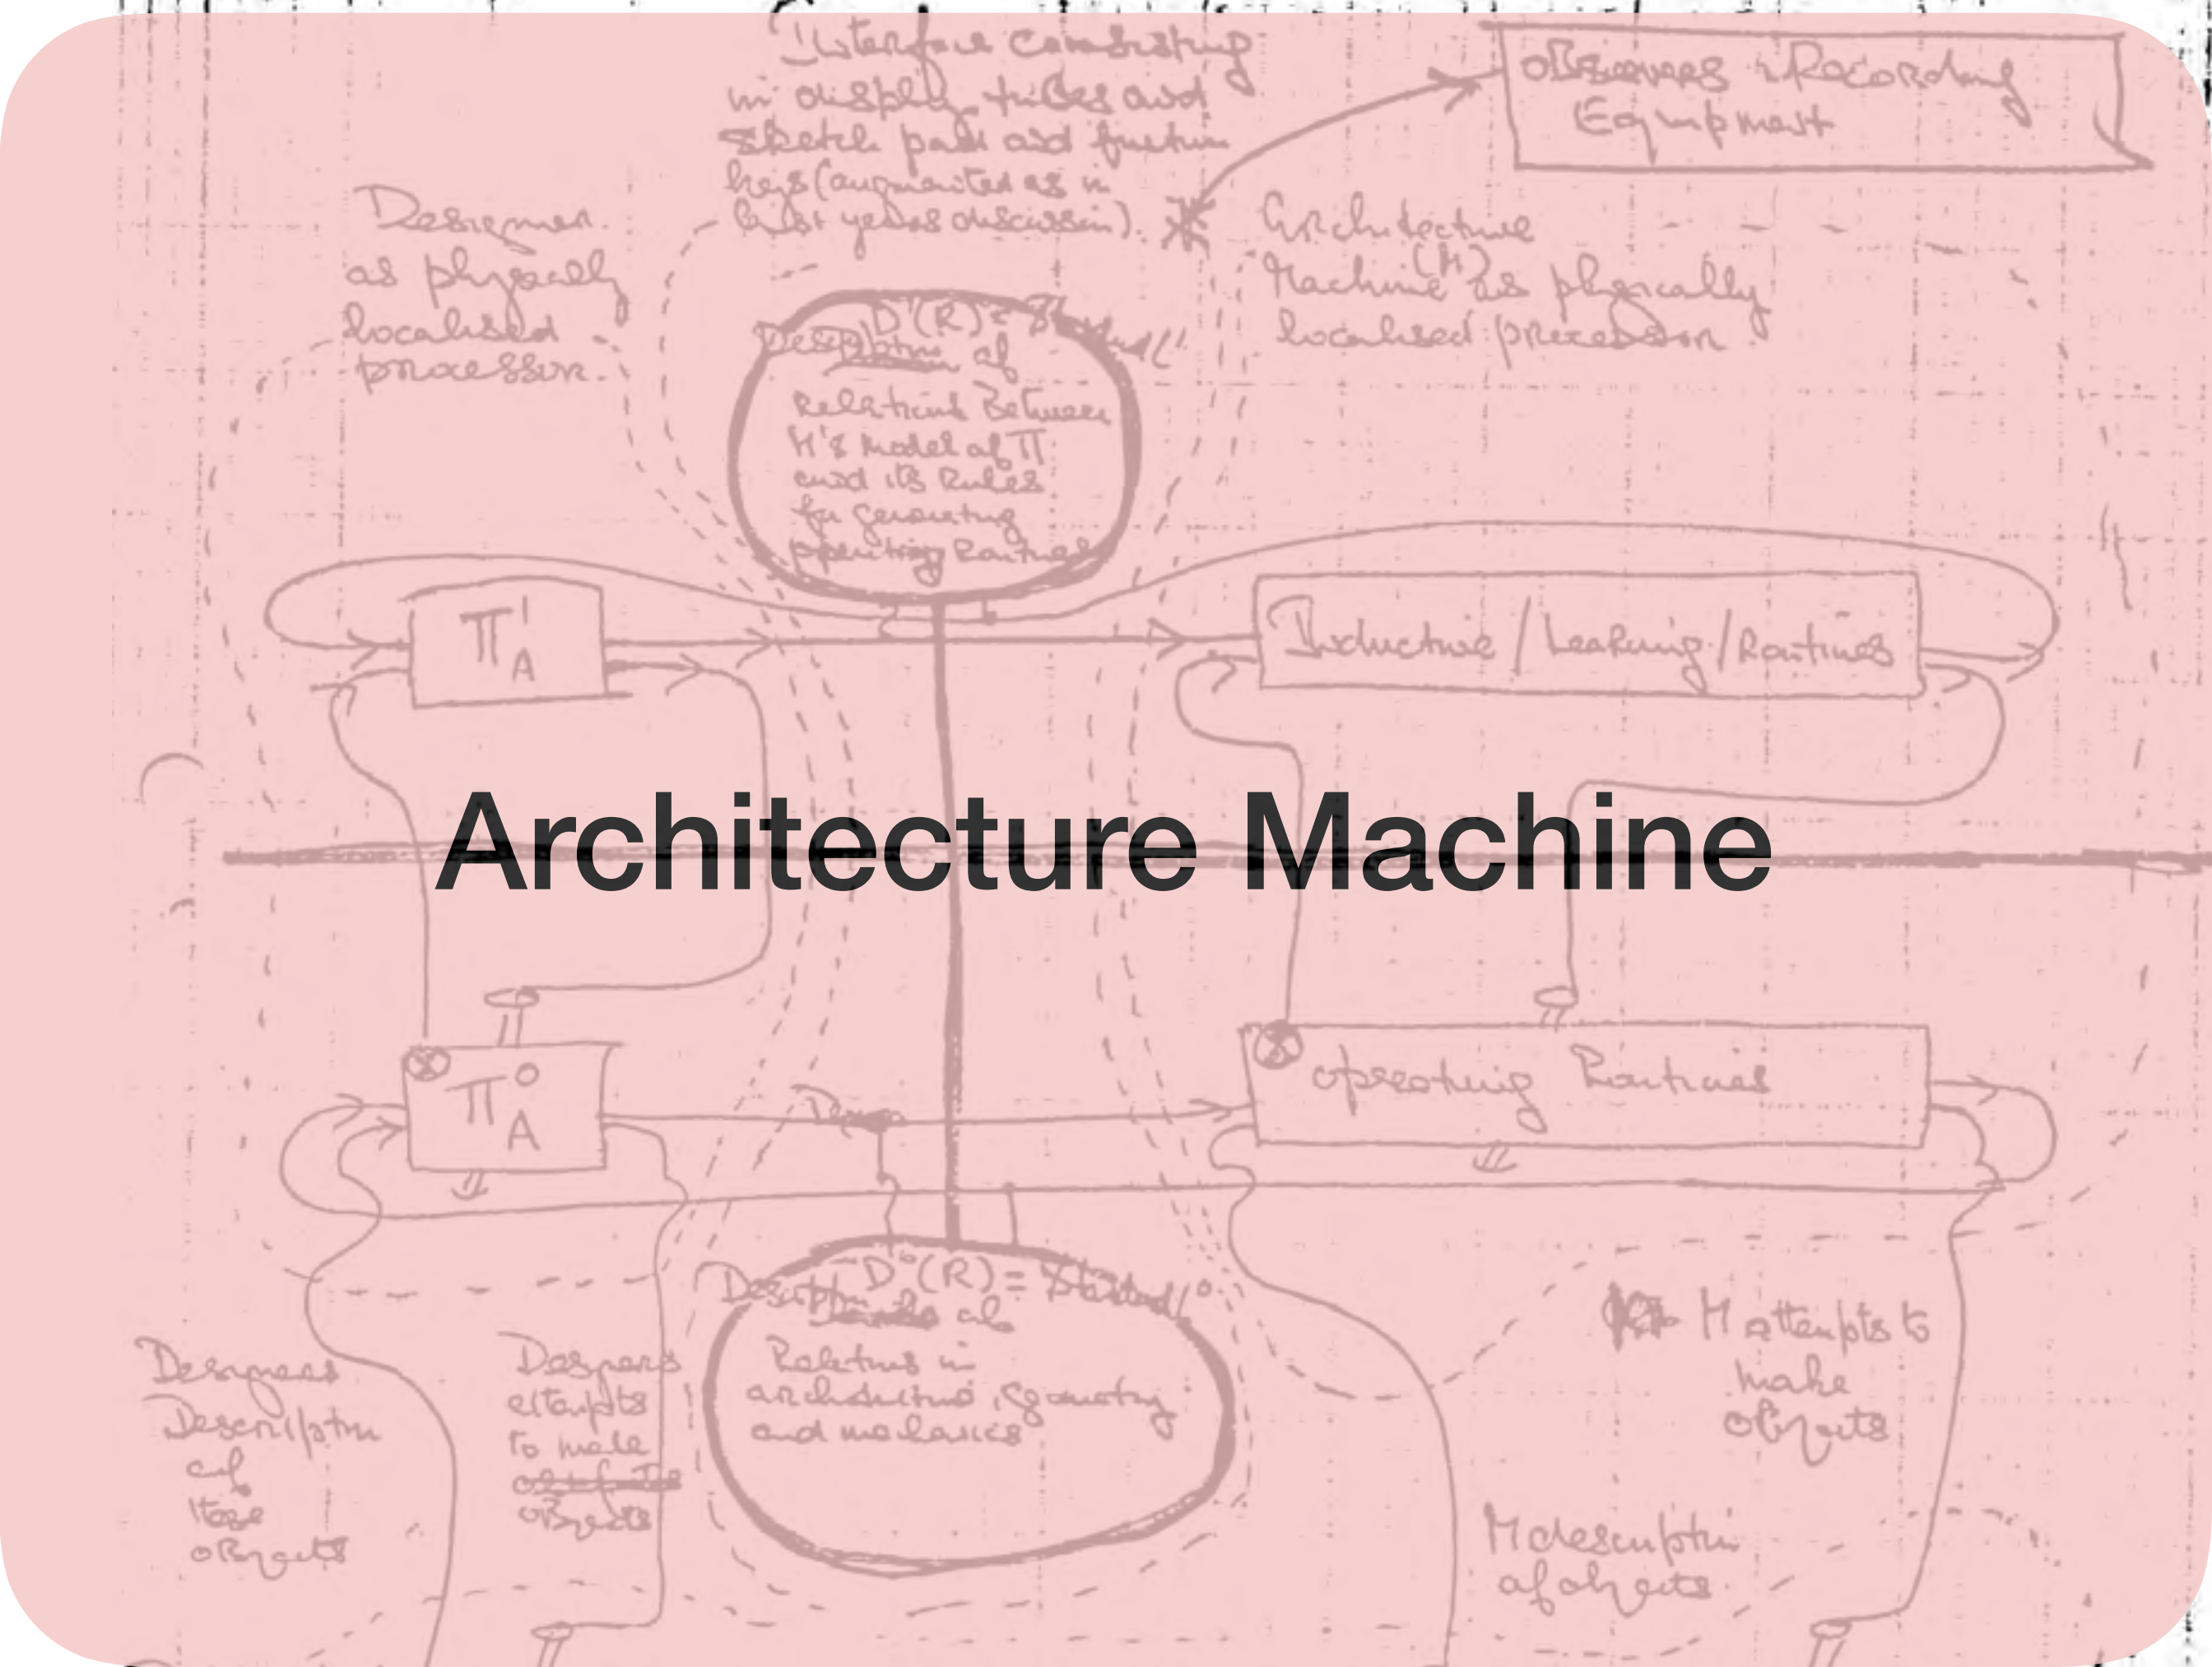 Interface consisting
in display tubes and
sketch pad and function
keys (augmented as in
last years discussion).
Observers Recording
Equipment
Designer
as physically
localised
processor.
Architecture
Machine (M) as physically
localised processor
D'(R) =
Description of
Relations Between
M's model of π
and its Rules
for generating
operating Routines
π'A
Inductive / Learning / Routines
Architecture Machine
π°A
Operating Routines
D°(R) =
Description of
Relations in
architecture, geometry
and mechanics
Designers
Description
of
these
objects
Designers
attempts
to make
objects
M attempts to
make
objects
M description
of objects